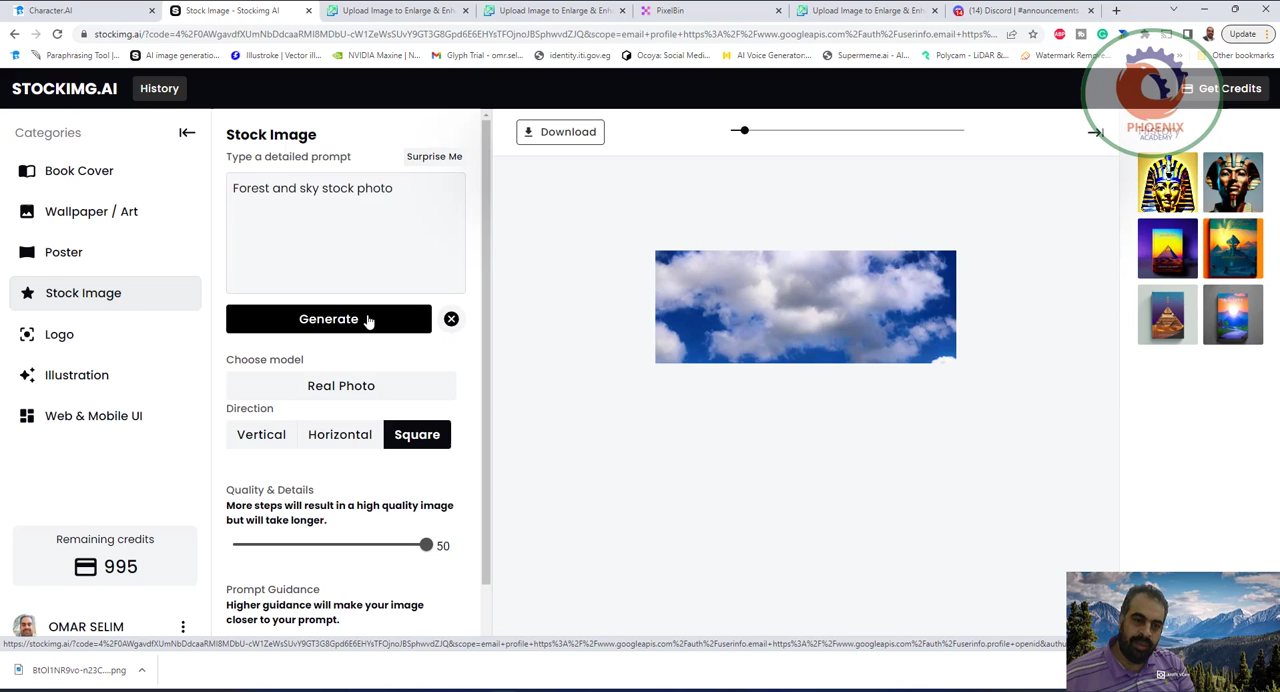 Character.AI
Stock Image - Stockimg AI
Upload Image to Enlarge & Enh
Upload Image to Enlarge & Enh
PixelBin
Upload Image to Enlarge & Enh
(14) Discord | #announcements
Update
Paraphrasing Tool |...
AI image generatio...
Illustroke | Vector ill...
NVIDIA Maxine | N...
Glyph Trial - omr.sel...
identity.iti.gov.eg
Ocoya: Social Medi...
AI Voice Generator...
Supermeme.ai - AI...
Polycam - LiDAR &...
Watermark Remo...
Other bookmarks
STOCKIMG.AI
History
Get Credits
PHOENIX
ACADEMY
Categories
Book Cover
Wallpaper / Art
Poster
Stock Image
Logo
Illustration
Web & Mobile UI
Remaining credits
995
OMAR SELIM
Stock Image
Type a detailed prompt
Surprise Me
Forest and sky stock photo
Generate
Choose model
Real Photo
Direction
Vertical
Horizontal
Square
Quality & Details
More steps will result in a high quality image
but will take longer.
50
Prompt Guidance
Higher guidance will make your image
closer to your prompt.
Download
BtOl1NR9vo-n23C....png